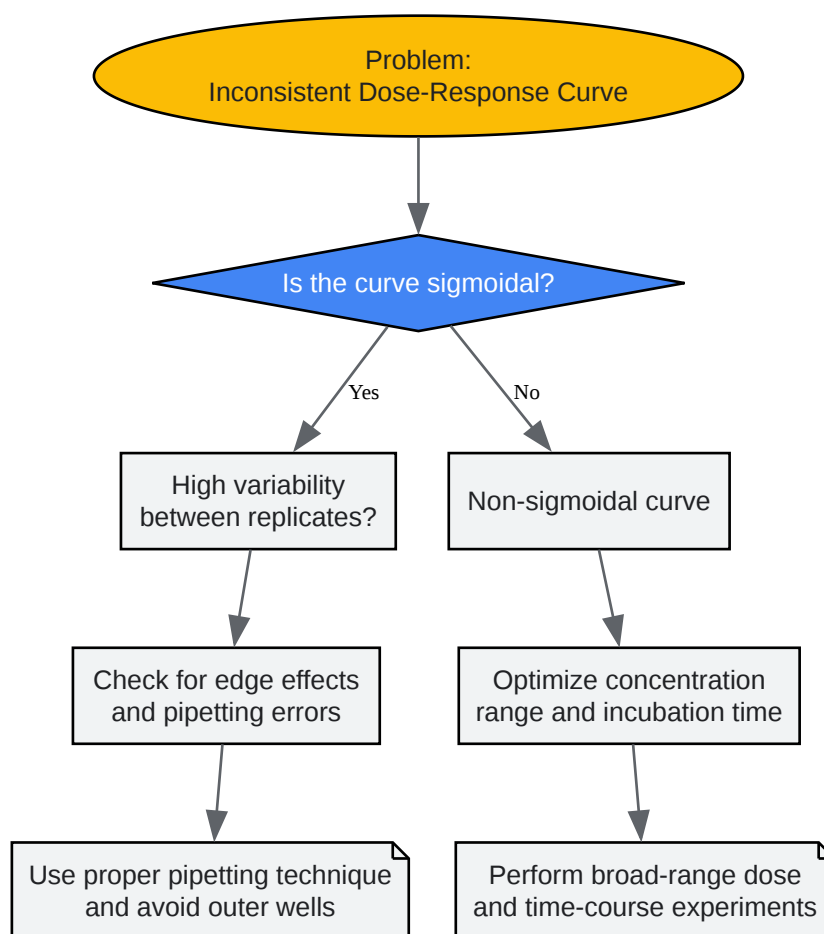 Problem:
Inconsistent Dose-Response Curve
Is the curve sigmoidal?
Yes
No
High variability
between replicates?
Non-sigmoidal curve
Check for edge effects
and pipetting errors
Optimize concentration
range and incubation time
Use proper pipetting technique
and avoid outer wells
Perform broad-range dose
and time-course experiments